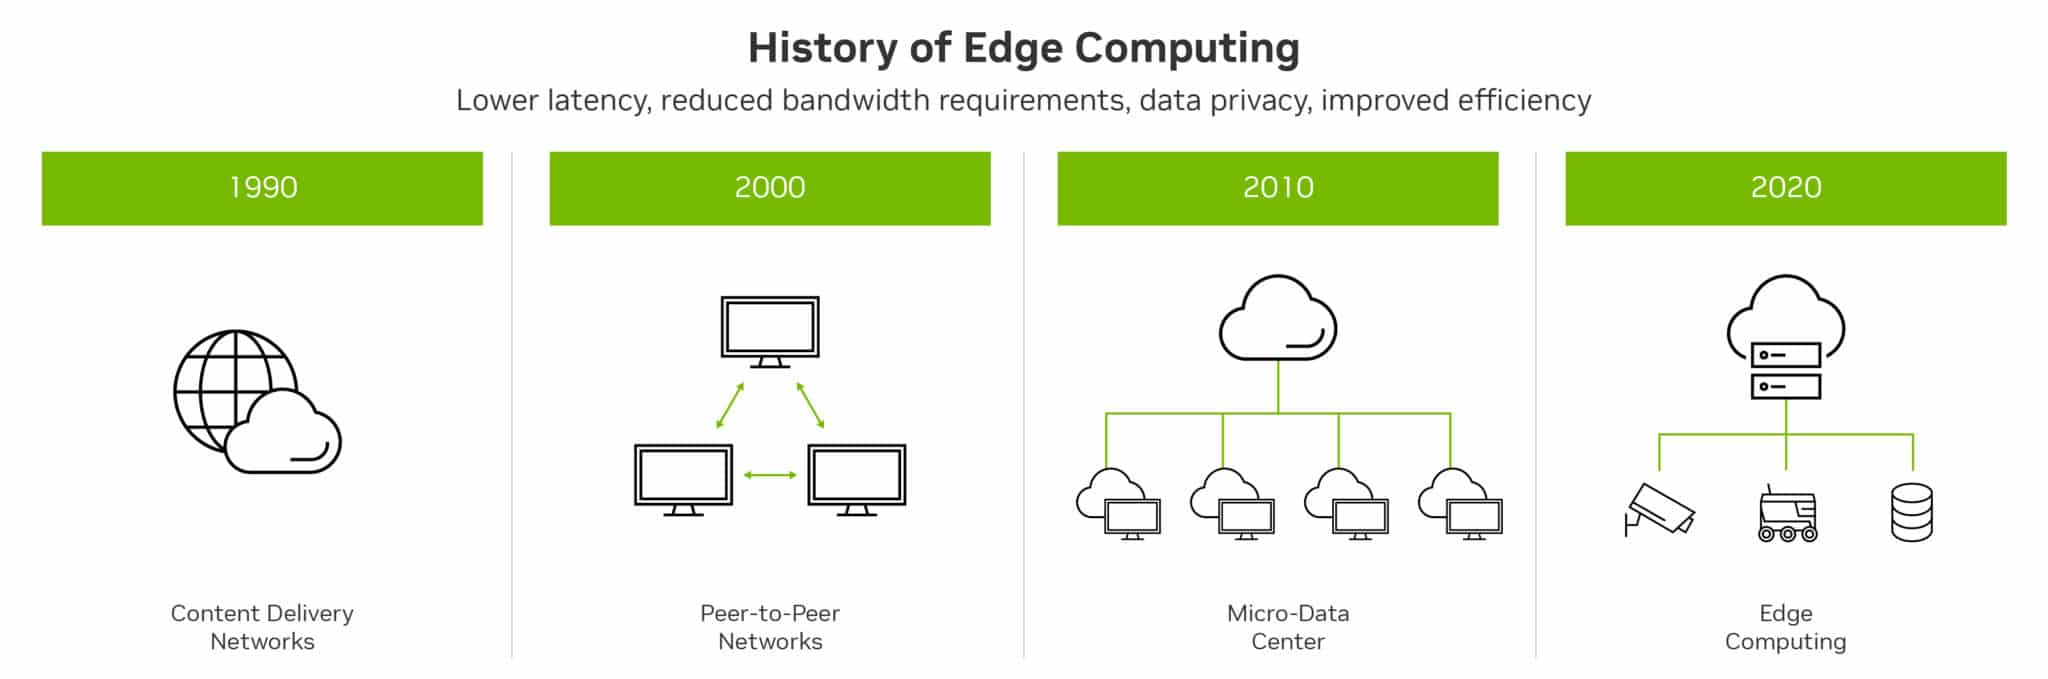 History of Edge Computing
Lower latency, reduced bandwidth requirements, data privacy, improved efficiency
1990
2000
2010
2020
Content Delivery
Networks
Peer-to-Peer
Networks
Micro-Data
Center
Edge
Computing